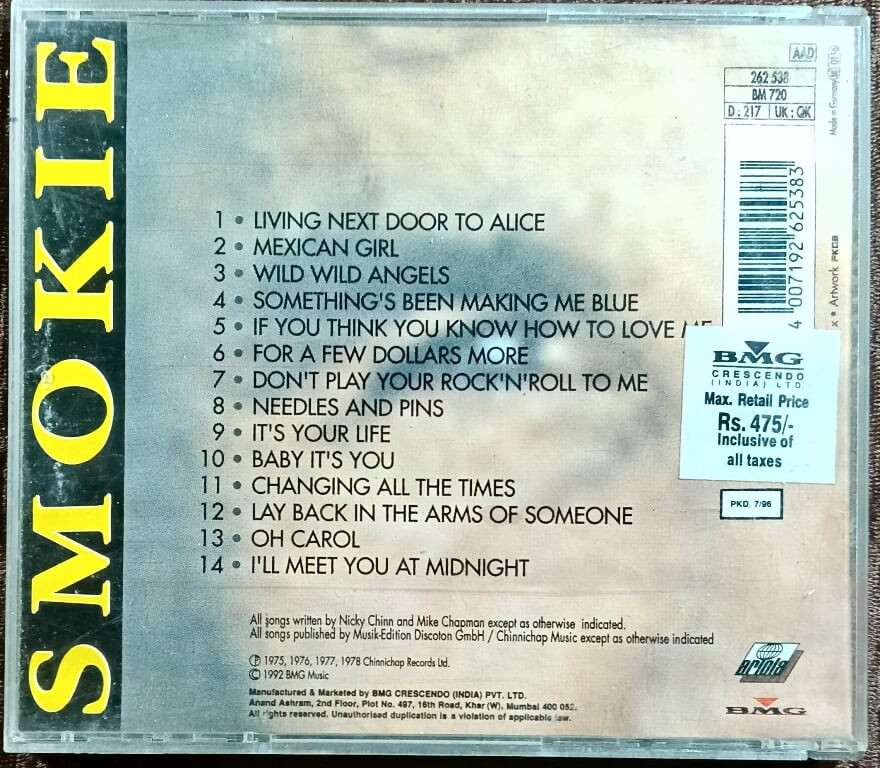 SMOKIE
AAD
262 538
BM 720
D : 217 UK : QK
Made in Germany
4 007192 625383
Artwork FKGB
1 • LIVING NEXT DOOR TO ALICE
2 • MEXICAN GIRL
3 • WILD WILD ANGELS
4 • SOMETHING'S BEEN MAKING ME BLUE
5 • IF YOU THINK YOU KNOW HOW TO LOVE ME
6 • FOR A FEW DOLLARS MORE
7 • DON'T PLAY YOUR ROCK'N'ROLL TO ME
8 • NEEDLES AND PINS
9 • IT'S YOUR LIFE
10 • BABY IT'S YOU
11 • CHANGING ALL THE TIMES
12 • LAY BACK IN THE ARMS OF SOMEONE
13 • OH CAROL
14 • I'LL MEET YOU AT MIDNIGHT
BMG
CRESCENDO
(INDIA) LTD.
Max. Retail Price
Rs. 475/-
Inclusive of
all taxes
PKD. 7/96
All songs written by Nicky Chinn and Mike Chapman except as otherwise indicated.
All songs published by Musik-Edition Discoton GmbH / Chinnichap Music except as otherwise indicated
℗ 1975, 1976, 1977, 1978 Chinnichap Records Ltd.
© 1992 BMG Music
Manufactured & Marketed by BMG CRESCENDO (INDIA) PVT. LTD.
Anand Ashram, 2nd Floor, Plot No. 497, 16th Road, Khar (W), Mumbai 400 052.
All rights reserved. Unauthorised duplication is a violation of applicable law.
ariola
BMG